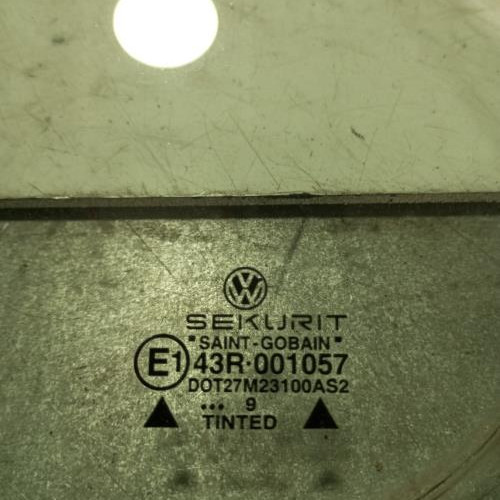 SEKURIT
"SAINT-GOBAIN"
E1 43R·001057
DOT27M23100AS2
... 9
TINTED